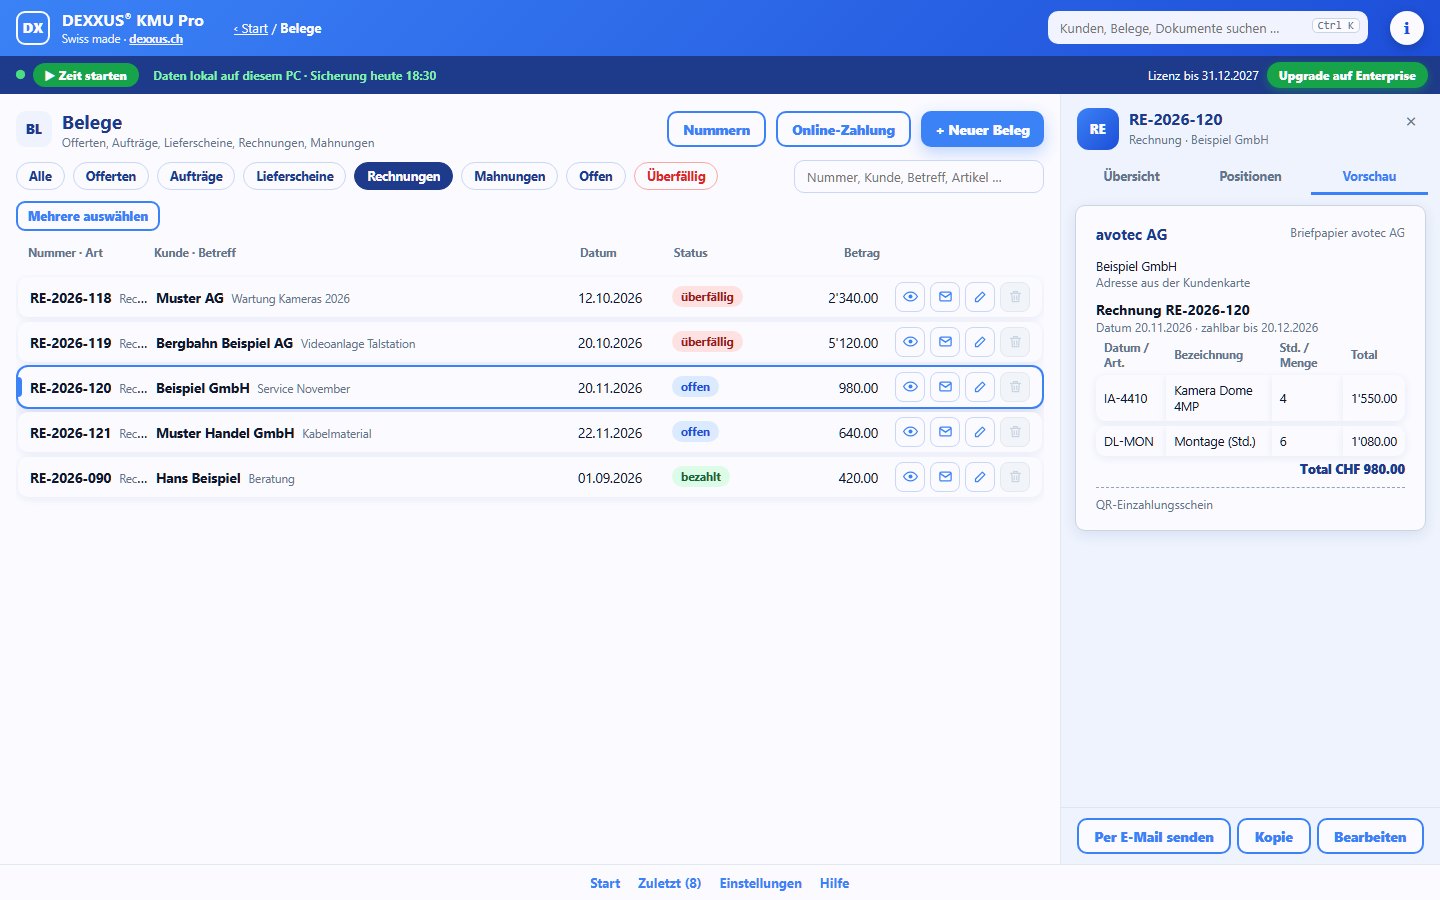 DX
DEXXUS® KMU Pro
Swiss made · dexxus.ch
‹ Start / Belege
Kunden, Belege, Dokumente suchen ...
Ctrl K
i
▶ Zeit starten
Daten lokal auf diesem PC · Sicherung heute 18:30
Lizenz bis 31.12.2027
Upgrade auf Enterprise
BL
Belege
Offerten, Aufträge, Lieferscheine, Rechnungen, Mahnungen
Nummern
Online-Zahlung
+ Neuer Beleg
Alle
Offerten
Aufträge
Lieferscheine
Rechnungen
Mahnungen
Offen
Überfällig
Nummer, Kunde, Betreff, Artikel ...
Mehrere auswählen
Nummer · Art Kunde · Betreff Datum Status Betrag
RE-2026-118 Rec... Muster AG Wartung Kameras 2026 12.10.2026 überfällig 2'340.00
RE-2026-119 Rec... Bergbahn Beispiel AG Videoanlage Talstation 20.10.2026 überfällig 5'120.00
RE-2026-120 Rec... Beispiel GmbH Service November 20.11.2026 offen 980.00
RE-2026-121 Rec... Muster Handel GmbH Kabelmaterial 22.11.2026 offen 640.00
RE-2026-090 Rec... Hans Beispiel Beratung 01.09.2026 bezahlt 420.00
RE
RE-2026-120
Rechnung · Beispiel GmbH
×
Übersicht
Positionen
Vorschau
avotec AG
Briefpapier avotec AG
Beispiel GmbH
Adresse aus der Kundenkarte
Rechnung RE-2026-120
Datum 20.11.2026 · zahlbar bis 20.12.2026
Datum / Art. Bezeichnung Std. / Menge Total
IA-4410 Kamera Dome 4MP 4 1'550.00
DL-MON Montage (Std.) 6 1'080.00
Total CHF 980.00
QR-Einzahlungsschein
Per E-Mail senden
Kopie
Bearbeiten
Start
Zuletzt (8)
Einstellungen
Hilfe